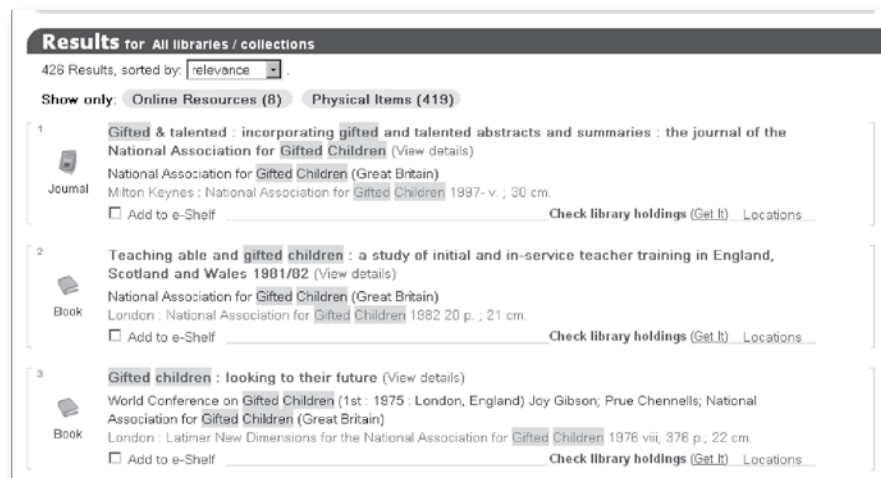 Results for All libraries / collections
426 Results, sorted by: relevance .
Show only: Online Resources (8) Physical Items (419)
1
Gifted & talented : incorporating gifted and talented abstracts and summaries : the journal of the
National Association for Gifted Children (View details)
National Association for Gifted Children (Great Britain)
Journal
Milton Keynes : National Association for Gifted Children 1997- v. ; 30 cm.
Add to e-Shelf Check library holdings (Get It) Locations
2
Teaching able and gifted children : a study of initial and in-service teacher training in England,
Scotland and Wales 1981/82 (View details)
National Association for Gifted Children (Great Britain)
Book
London : National Association for Gifted Children 1982 20 p. ; 21 cm.
Add to e-Shelf Check library holdings (Get It) Locations
3
Gifted children : looking to their future (View details)
World Conference on Gifted Children (1st : 1975 : London, England) Joy Gibson; Prue Chennells; National
Association for Gifted Children (Great Britain)
Book
London : Latimer New Dimensions for the National Association for Gifted Children 1976 viii, 376 p.; 22 cm.
Add to e-Shelf Check library holdings (Get It) Locations